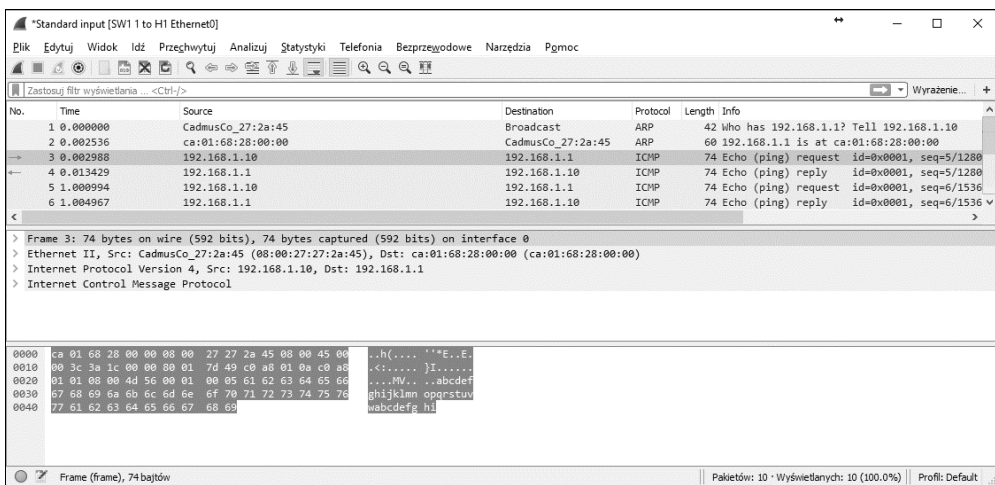 *Standard input [SW1 1 to H1 Ethernet0]
Plik Edytuj Widok Idź Przechwytuj Analizuj Statystyki Telefonia Bezprzewodowe Narzędzia Pomoc
Zastosuj filtr wyświetlania ... <Ctrl-/> Wyrażenie... +
No. Time Source Destination Protocol Length Info
1 0.000000 CadmusCo_27:2a:45 Broadcast ARP 42 Who has 192.168.1.1? Tell 192.168.1.10
2 0.002536 ca:01:68:28:00:00 CadmusCo_27:2a:45 ARP 60 192.168.1.1 is at ca:01:68:28:00:00
3 0.002988 192.168.1.10 192.168.1.1 ICMP 74 Echo (ping) request id=0x0001, seq=5/1280
4 0.013429 192.168.1.1 192.168.1.10 ICMP 74 Echo (ping) reply id=0x0001, seq=5/1280
5 1.000994 192.168.1.10 192.168.1.1 ICMP 74 Echo (ping) request id=0x0001, seq=6/1536
6 1.004967 192.168.1.1 192.168.1.10 ICMP 74 Echo (ping) reply id=0x0001, seq=6/1536
> Frame 3: 74 bytes on wire (592 bits), 74 bytes captured (592 bits) on interface 0
> Ethernet II, Src: CadmusCo_27:2a:45 (08:00:27:27:2a:45), Dst: ca:01:68:28:00:00 (ca:01:68:28:00:00)
> Internet Protocol Version 4, Src: 192.168.1.10, Dst: 192.168.1.1
> Internet Control Message Protocol
0000 ca 01 68 28 00 00 08 00 27 27 2a 45 08 00 45 00 ..h(.... ''*E..E.
0010 00 3c 3a 1c 00 00 80 01 7d 49 c0 a8 01 0a c0 a8 .<:..... }I......
0020 01 01 08 00 4d 56 00 01 00 05 61 62 63 64 65 66 ....MV.. ..abcdef
0030 67 68 69 6a 6b 6c 6d 6e 6f 70 71 72 73 74 75 76 ghijklmn opqrstuv
0040 77 61 62 63 64 65 66 67 68 69 wabcdefg hi
Frame (frame), 74 bajtów Pakietów: 10 · Wyświetlanych: 10 (100.0%) Profil: Default